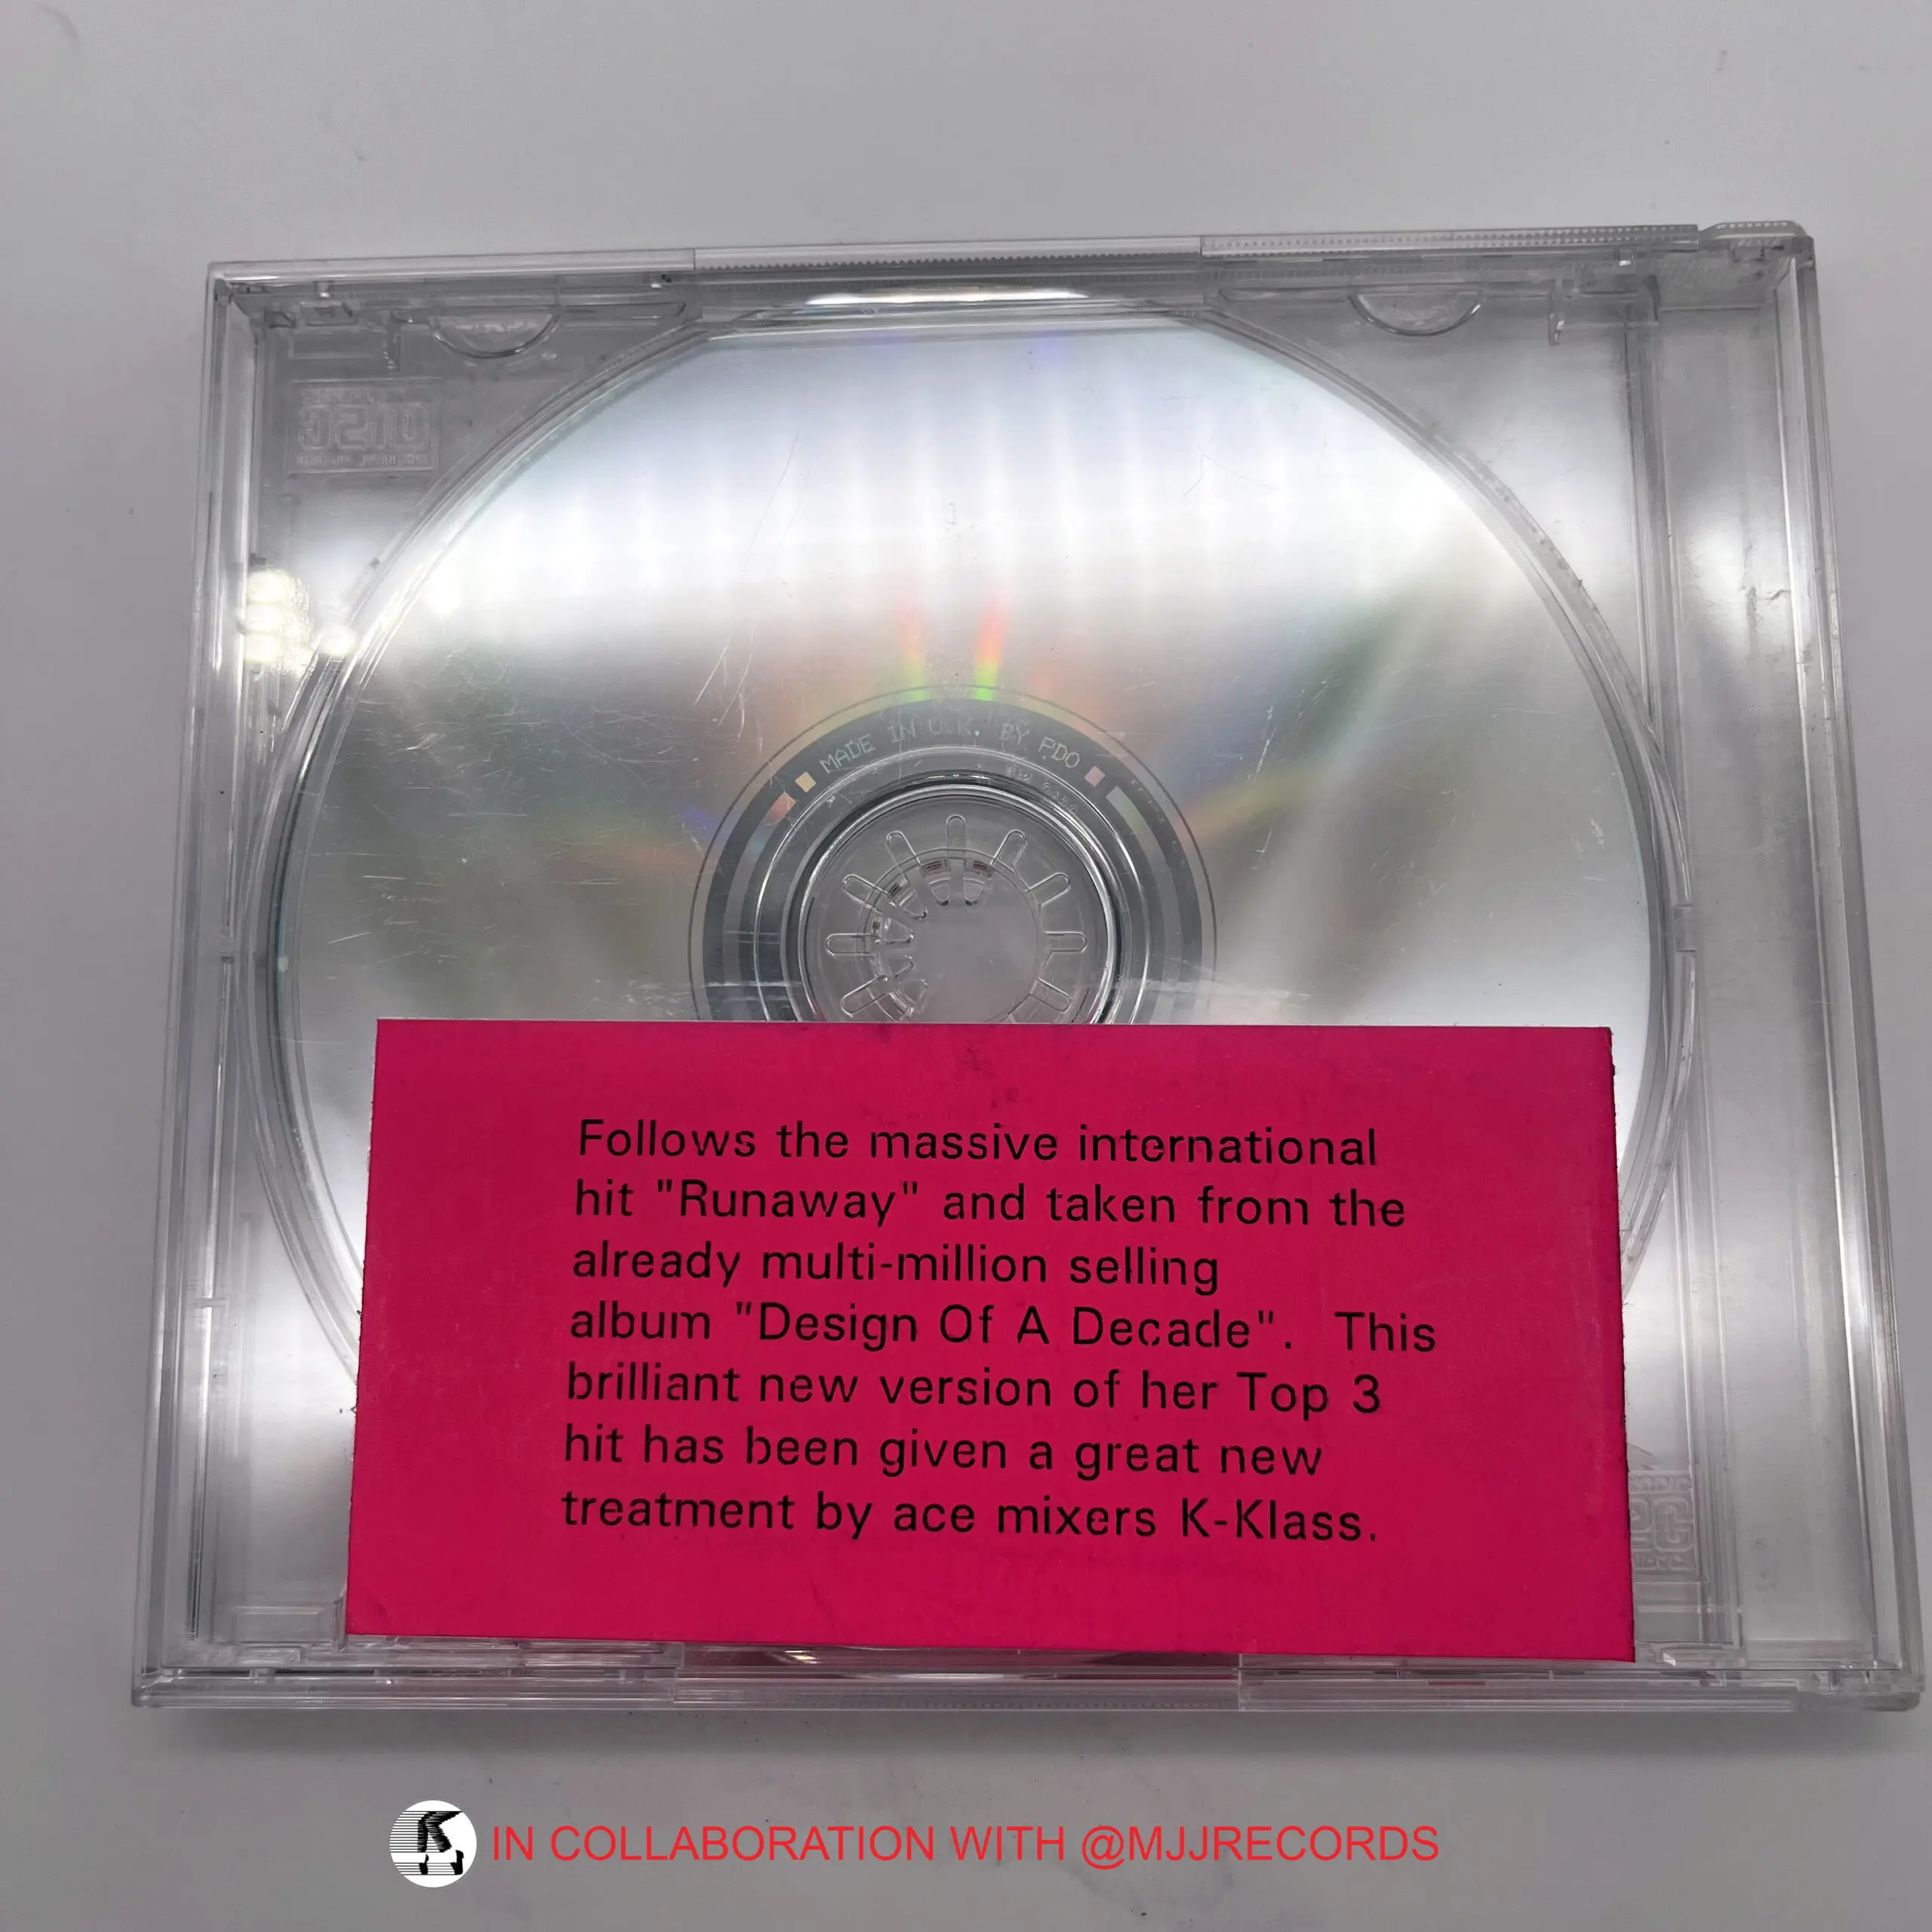 DISC
MADE IN U.K. BY PDO
Follows the massive international
hit "Runaway" and taken from the
already multi-million selling
album "Design Of A Decade".  This
brilliant new version of her Top 3
hit has been given a great new
treatment by ace mixers K-Klass.
IN COLLABORATION WITH @MJJRECORDS